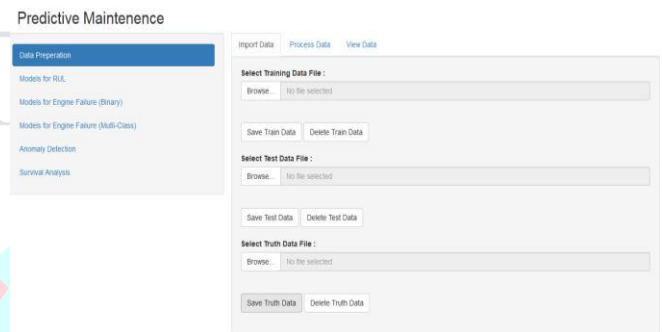 Predictive Maintenence
Data Preperation
Models for RUL
Models for Engine Failure (Binary)
Models for Engine Failure (Multi-Class)
Anomaly Detection
Survival Analysis
Import Data Process Data View Data
Select Training Data File :
Browse... No file selected
Save Train Data Delete Train Data
Select Test Data File :
Browse... No file selected
Save Test Data Delete Test Data
Select Truth Data File :
Browse... No file selected
Save Truth Data Delete Truth Data